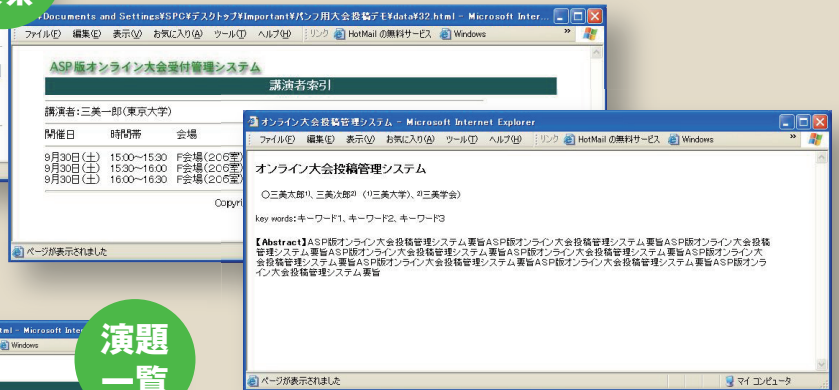 Documents and Settings¥SPC¥デスクトップ¥Important¥パンフ用大会投稿デモ¥data¥32.html - Microsoft Inter...
ファイル(F) 編集(E) 表示(V) お気に入り(A) ツール(T) ヘルプ(H) リンク HotMail の無料サービス Windows »
ASP版オンライン大会受付管理システム
講演者索引
講演者:三美一郎(東京大学)
開催日 時間帯 会場
9月30日(土) 15:00~15:30 F会場(206室)
9月30日(土) 15:30~16:00 F会場(206室)
9月30日(土) 16:00~16:30 F会場(206室)
Copyri
ページが表示されました
オンライン大会投稿管理システム - Microsoft Internet Explorer
ファイル(F) 編集(E) 表示(V) お気に入り(A) ツール(T) ヘルプ(H) リンク HotMail の無料サービス Windows »
オンライン大会投稿管理システム
○三美太郎1)、三美次郎2) (1)三美大学、2)三美学会)
key words:キーワード1、キーワード2、キーワード3
【Abstract】ASP版オンライン大会投稿管理システム要旨ASP版オンライン大会投稿管理システム要旨ASP版オンライン大会投稿
管理システム要旨ASP版オンライン大会投稿管理システム要旨ASP版オンライン大会投稿管理システム要旨ASP版オンライン大
会投稿管理システム要旨ASP版オンライン大会投稿管理システム要旨ASP版オンライン大会投稿管理システム要旨ASP版オンラ
イン大会投稿管理システム要旨
ページが表示されました マイ コンピュータ
tml - Microsoft Inter
Windows
演題
一覧